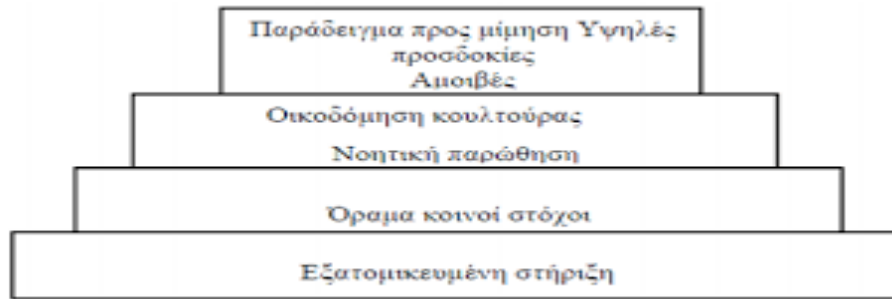 Παράδειγμα προς μίμηση Υψηλές
προσδοκίες
Αμοιβές
Οικοδόμηση κουλτούρας
Νοητική παρώθηση
Όραμα κοινοί στόχοι
Εξατομικευμένη στήριξη